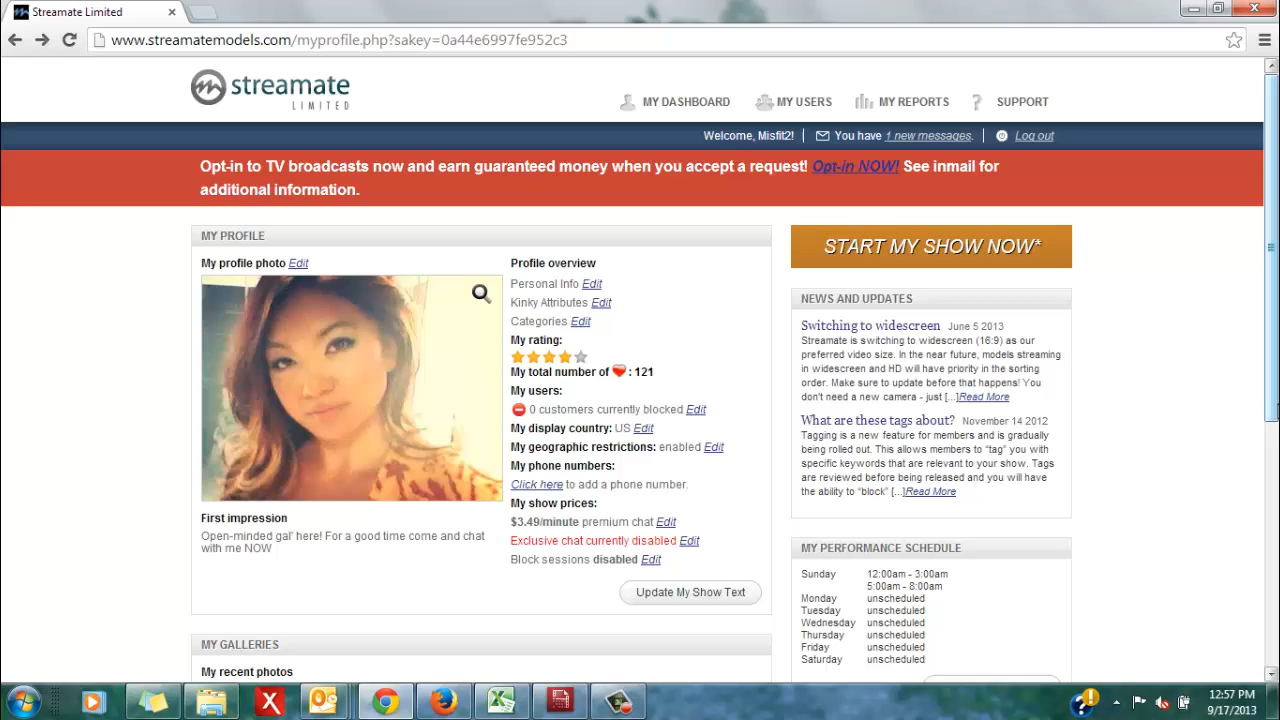 Streamate Limited
www.streamatemodels.com/myprofile.php?sakey=0a44e6997fe952c3
streamate
LIMITED
MY DASHBOARD
MY USERS
MY REPORTS
? SUPPORT
Welcome, Misfit2! | You have 1 new messages. | Log out
Opt-in to TV broadcasts now and earn guaranteed money when you accept a request! Opt-in NOW! See inmail for
additional information.
MY PROFILE
My profile photo Edit
First impression
Open-minded gal' here! For a good time come and chat
with me NOW
Profile overview
Personal Info Edit
Kinky Attributes Edit
Categories Edit
My rating:
My total number of : 121
My users:
0 customers currently blocked Edit
My display country: US Edit
My geographic restrictions: enabled Edit
My phone numbers:
Click here to add a phone number.
My show prices:
$3.49/minute premium chat Edit
Exclusive chat currently disabled Edit
Block sessions disabled Edit
Update My Show Text
MY GALLERIES
My recent photos
START MY SHOW NOW*
NEWS AND UPDATES
Switching to widescreen June 5 2013
Streamate is switching to widescreen (16:9) as our
preferred video size. In the near future, models streaming
in widescreen and HD will have priority in the sorting
order. Make sure to update before that happens! You
don't need a new camera - just [...]Read More
What are these tags about? November 14 2012
Tagging is a new feature for members and is gradually
being rolled out. This allows members to "tag" you with
specific keywords that are relevant to your show. Tags
are reviewed before being released and you will have
the ability to "block" [...]Read More
MY PERFORMANCE SCHEDULE
Sunday 12:00am - 3:00am
5:00am - 8:00am
Monday unscheduled
Tuesday unscheduled
Wednesday unscheduled
Thursday unscheduled
Friday unscheduled
Saturday unscheduled
12:57 PM
9/17/2013